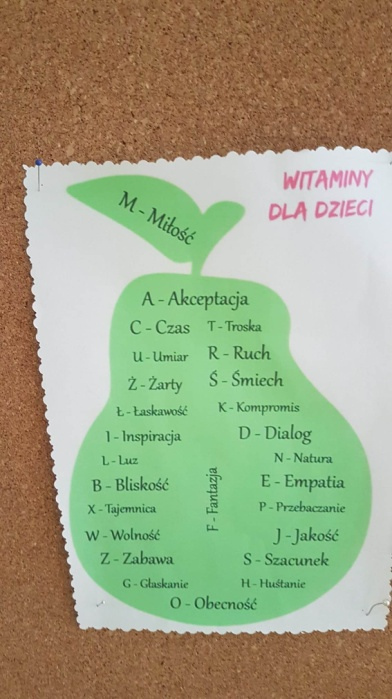 WITAMINY
DLA DZIECI
M - Miłość
A - Akceptacja
C - Czas T - Troska
U - Umiar R - Ruch
Ż - Żarty Ś - Śmiech
Ł - Łaskawość K - Kompromis
I - Inspiracja D - Dialog
L - Luz N - Natura
B - Bliskość E - Empatia
F - Fantazja
X - Tajemnica P - Przebaczanie
W - Wolność J - Jakość
Z - Zabawa S - Szacunek
G - Głaskanie H - Huśtanie
O - Obecność